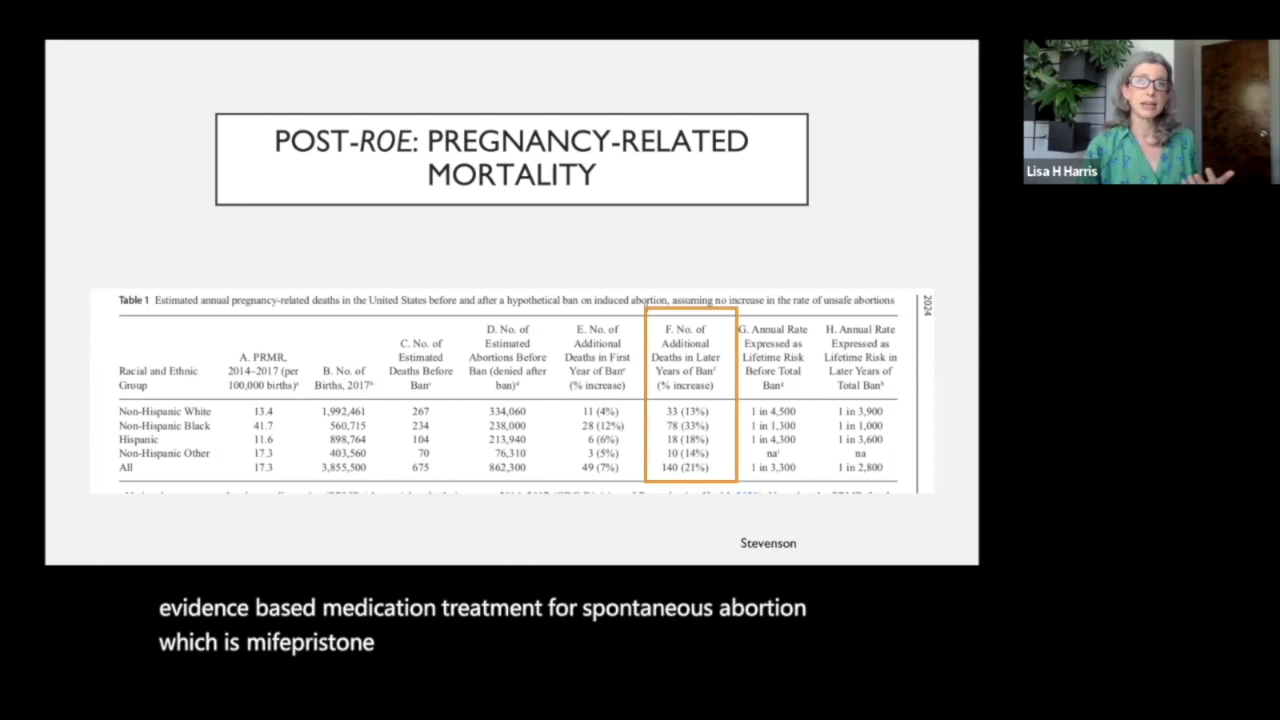 POST-ROE: PREGNANCY-RELATED
MORTALITY
Lisa H Harris
Table 1 Estimated annual pregnancy-related deaths in the United States before and after a hypothetical ban on induced abortion, assuming no increase in the rate of unsafe abortions
2024
Racial and Ethnic
Group
A. PRMR,
2014–2017 (per
100,000 births)ᵃ
B. No. of
Births, 2017ᵇ
C. No. of
Estimated
Deaths Before
Banᶜ
D. No. of
Estimated
Abortions Before
Ban (denied after
ban)ᵈ
E. No. of
Additional
Deaths in First
Year of Banᵉ
(% increase)
F. No. of
Additional
Deaths in Later
Years of Banᶠ
(% increase)
G. Annual Rate
Expressed as
Lifetime Risk
Before Total
Banᵍ
H. Annual Rate
Expressed as
Lifetime Risk in
Later Years of
Total Banʰ
Non-Hispanic White 13.4 1,992,461 267 334,060 11 (4%) 33 (13%) 1 in 4,500 1 in 3,900
Non-Hispanic Black 41.7 560,715 234 238,000 28 (12%) 78 (33%) 1 in 1,300 1 in 1,000
Hispanic 11.6 898,764 104 213,940 6 (6%) 18 (18%) 1 in 4,300 1 in 3,600
Non-Hispanic Other 17.3 403,560 70 76,310 3 (5%) 10 (14%) naⁱ na
All 17.3 3,855,500 675 862,300 49 (7%) 140 (21%) 1 in 3,300 1 in 2,800
Stevenson
evidence based medication treatment for spontaneous abortion
which is mifepristone